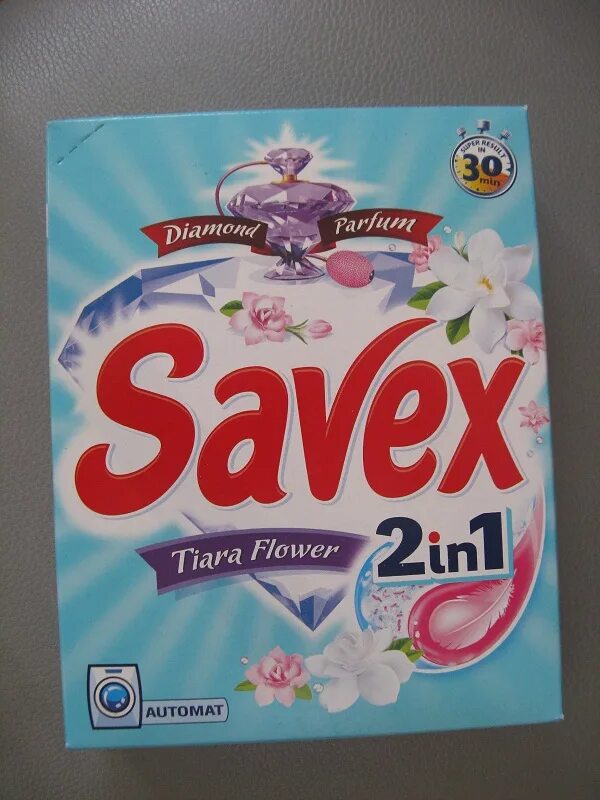 SUPER RESULT
IN
30
min
Diamond Parfum
Savex
Tiara Flower
2in1
AUTOMAT